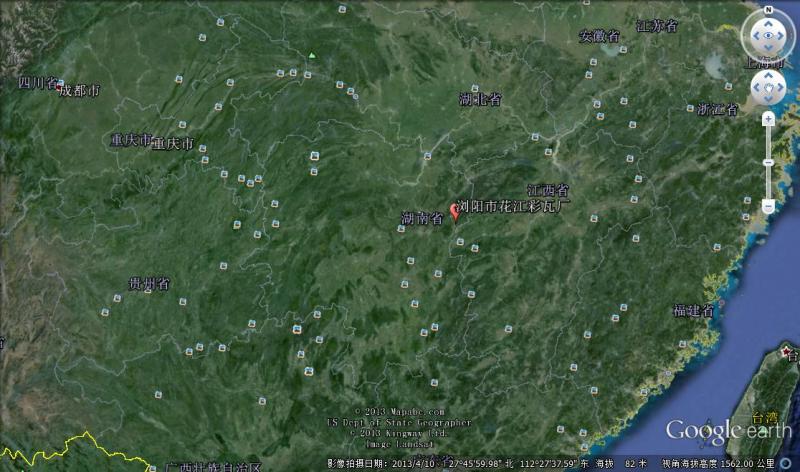 N
江苏省
安徽省
上海市
四川省
成都市
湖北省
浙江省
重庆市
重庆市
江西省
浏阳市花江彩瓦厂
湖南省
贵州省
福建省
台湾
© 2013 Mapabc.com
US Dept of State Geographer
© 2013 Kingway Ltd.
Image Landsat
Google earth
广西壮族自治区
影像拍摄日期: 2013/4/10 27°45'59.98" 北 112°27'37.59" 东 海拔 82 米 视角海拔高度 1562.00 公里